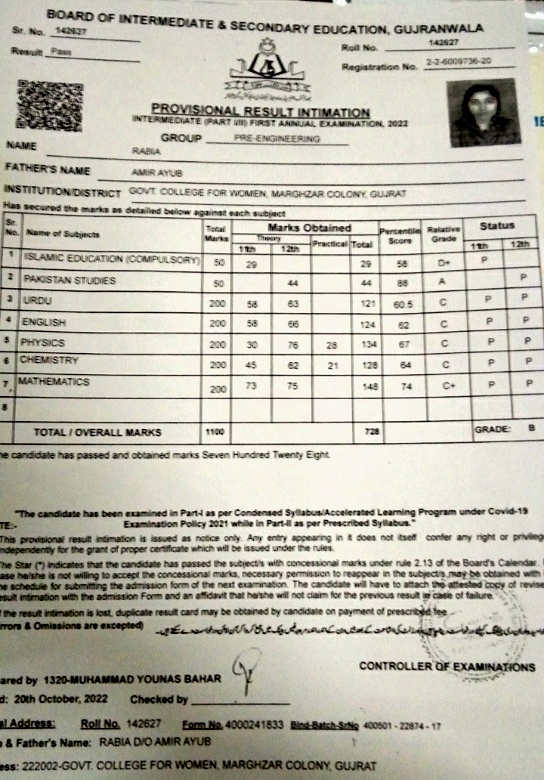 BOARD OF INTERMEDIATE & SECONDARY EDUCATION, GUJRANWALA
Sr. No. 142627
Roll No. 142627
Result Pass
Registration No. 2-2-6009736-20
PROVISIONAL RESULT INTIMATION
INTERMEDIATE (PART I/II) FIRST ANNUAL EXAMINATION, 2022
GROUP PRE-ENGINEERING
NAME RABIA
FATHER'S NAME AMIR AYUB
INSTITUTION/DISTRICT GOVT. COLLEGE FOR WOMEN, MARGHZAR COLONY, GUJRAT
Has secured the marks as detailed below against each subject
Sr. No. Name of Subjects Total Marks Marks Obtained Percentile Score Relative Grade Status
Theory Practical Total
11th 12th 11th 12th
1 ISLAMIC EDUCATION (COMPULSORY) 50 29 29 58 D+ P
2 PAKISTAN STUDIES 50 44 44 88 A P
3 URDU 200 58 63 121 60.5 C P P
4 ENGLISH 200 58 66 124 62 C P P
5 PHYSICS 200 30 76 28 134 67 C P P
6 CHEMISTRY 200 45 62 21 128 64 C P P
7 MATHEMATICS 200 73 75 148 74 C+ P P
8
TOTAL / OVERALL MARKS 1100 728 GRADE: B
he candidate has passed and obtained marks Seven Hundred Twenty Eight.
"The candidate has been examined in Part-I as per Condensed Syllabus/Accelerated Learning Program under Covid-19
TE:- Examination Policy 2021 while in Part-II as per Prescribed Syllabus."
This provisional result intimation is issued as notice only. Any entry appearing in it does not itself confer any right or privileg
ndependently for the grant of proper certificate which will be issued under the rules.
The Star (*) indicates that the candidate has passed the subject/s with concessional marks under rule 2.13 of the Board's Calendar.
ase he/she is not willing to accept the concessional marks, necessary permission to reappear in the subject/s may be obtained with
he schedule for submitting the admission form of the next examination. The candidate will have to attach the attested copy of revise
esult intimation with the admission Form and an affidavit that he/she will not claim for the previous result in case of failure.
f the result intimation is lost, duplicate result card may be obtained by candidate on payment of prescribed fee
rrors & Omissions are excepted)
CONTROLLER OF EXAMINATIONS
ared by 1320-MUHAMMAD YOUNAS BAHAR
d: 20th October, 2022 Checked by
al Address: Roll No. 142627 Form No. 4000241833 Bind-Batch-SrNo 400501 - 22874 - 17
e & Father's Name: RABIA D/O AMIR AYUB
ess: 222002-GOVT. COLLEGE FOR WOMEN, MARGHZAR COLONY, GUJRAT